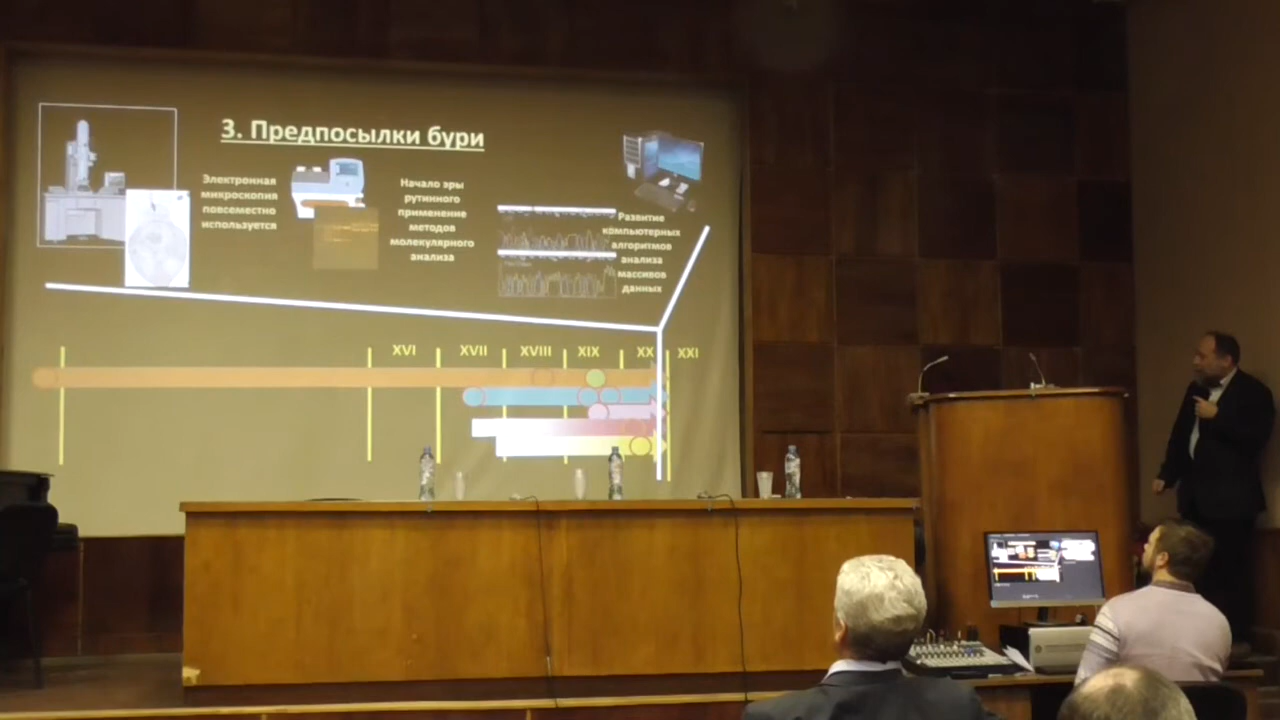 3. Предпосылки бури
Электронная
микроскопия
повсеместно
используется
Начало эры
рутинного
применение
методов
молекулярного
анализа
Развитие
компьютерных
алгоритмов
анализа
массивов
данных
XVI
XVII
XVIII
XIX
XX
XXI